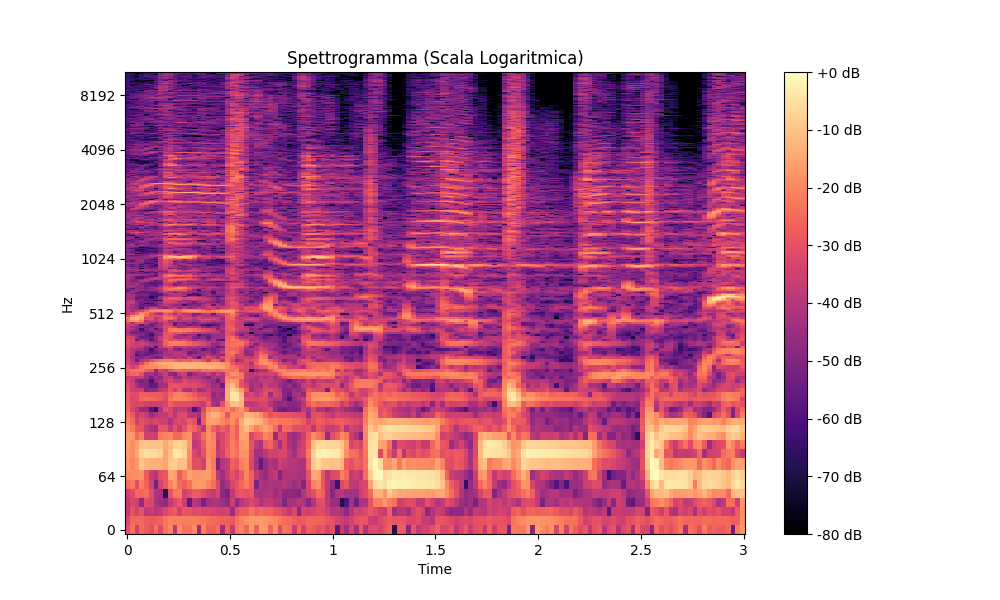 Spettrogramma (Scala Logaritmica)
Hz
8192
4096
2048
1024
512
256
128
64
0
0
0.5
1
1.5
2
2.5
3
Time
+0 dB
-10 dB
-20 dB
-30 dB
-40 dB
-50 dB
-60 dB
-70 dB
-80 dB